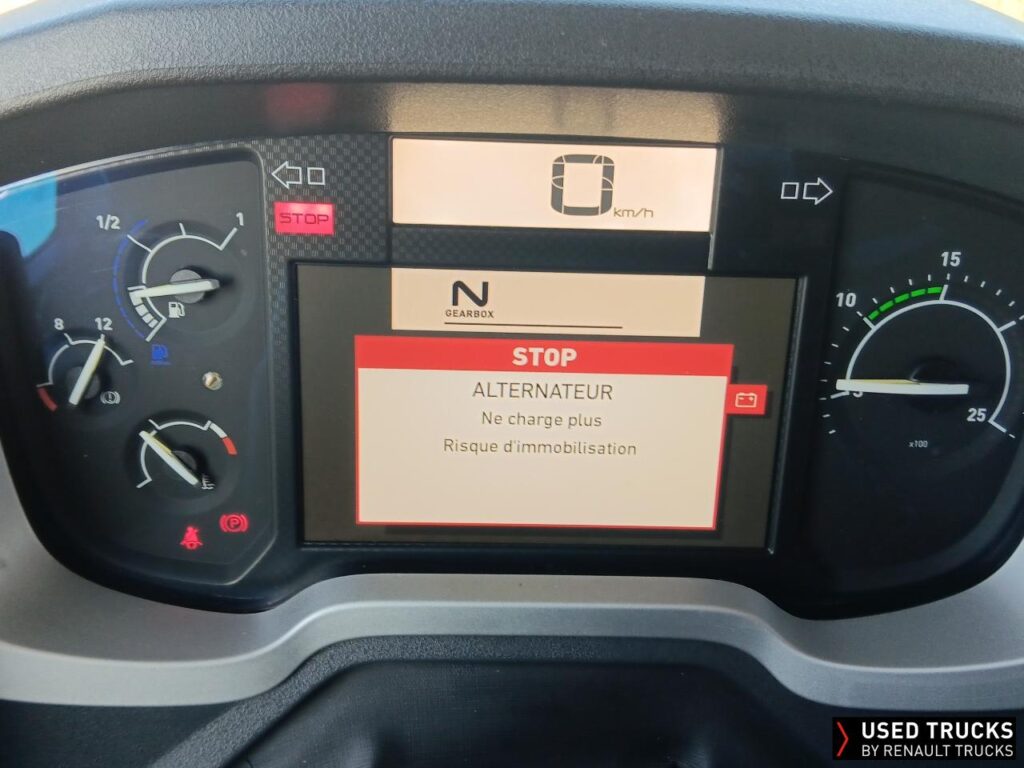 1/2
1
STOP
0 km/h
15
10
N
GEARBOX
8
12
STOP
ALTERNATEUR
Ne charge plus
Risque d'immobilisation
25
x100
P
USED TRUCKS
BY RENAULT TRUCKS